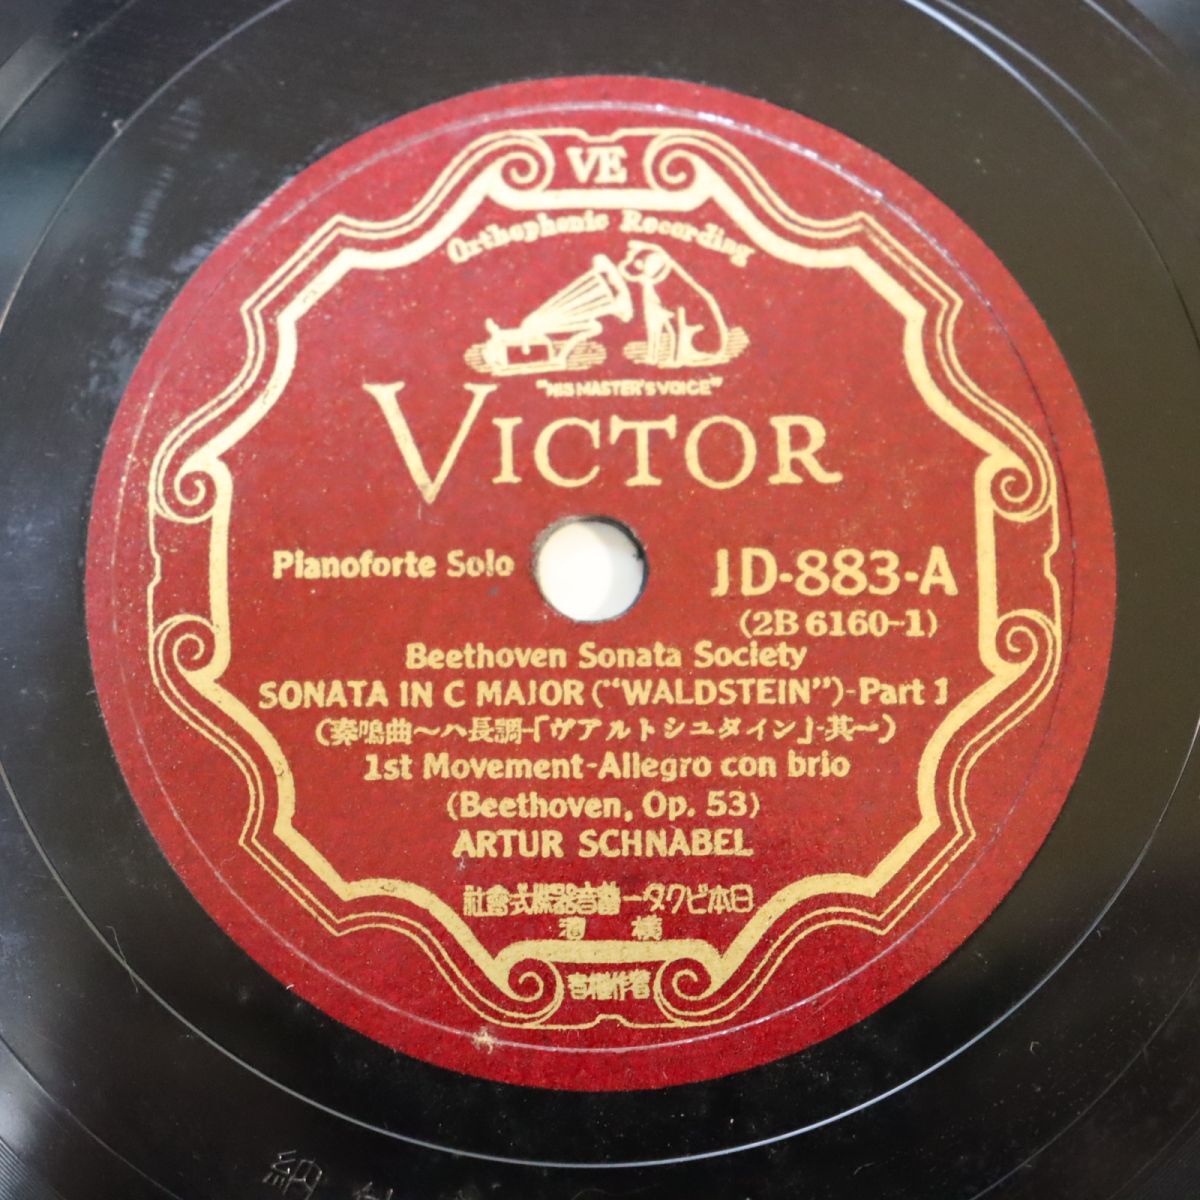 VE
Orthophonic Recording
"HIS MASTER'S VOICE"
VICTOR
Pianoforte Solo
JD-883-A
(2B 6160-1)
Beethoven Sonata Society
SONATA IN C MAJOR ("WALDSTEIN")-Part 1
(奏鳴曲〜ハ長調-「ヴアルトシユタイン」-其一)
1st Movement-Allegro con brio
(Beethoven, Op. 53)
ARTUR SCHNABEL
社會式株器音蓄ータクビ本日
濱橫
者作權有